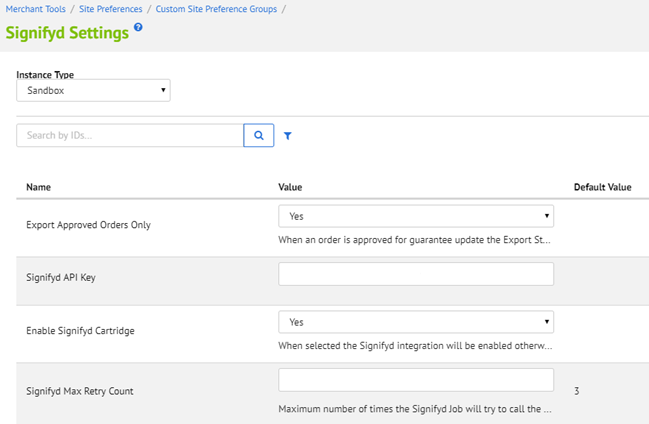 Merchant Tools / Site Preferences / Custom Site Preference Groups /
Signifyd Settings ?
Instance Type
Sandbox
Search by IDs...
Name Value Default Value
Export Approved Orders Only Yes
When an order is approved for guarantee update the Export St...
Signifyd API Key
Enable Signifyd Cartridge Yes
When selected the Signifyd integration will be enabled otherw...
Signifyd Max Retry Count 3
Maximum number of times the Signifyd Job will try to call the ...